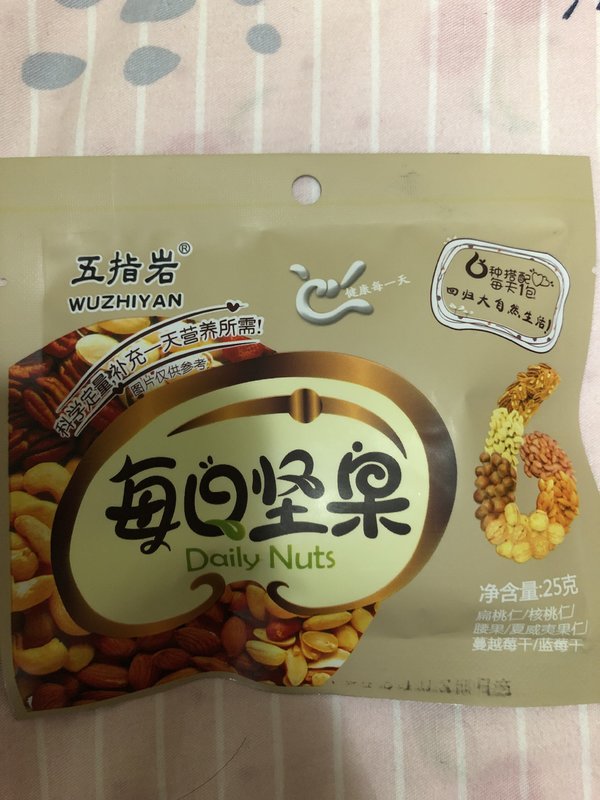 五指岩®
WUZHIYAN
科学定量,补充一天营养所需!
图片仅供参考
健康每一天
6种搭配
每天1包
回归大自然生活!
每日坚果
Daily Nuts
净含量:25克
扁桃仁/核桃仁/
腰果/夏威夷果仁
蔓越莓干/蓝莓干